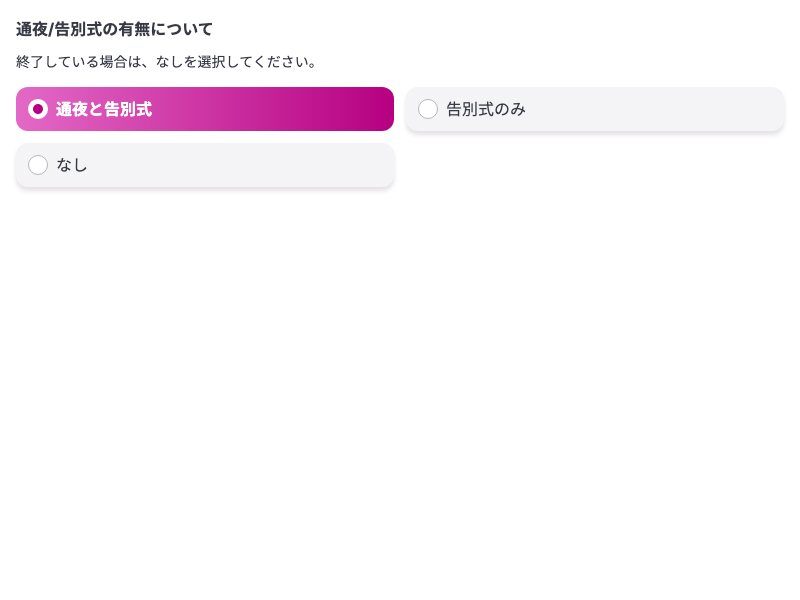 通夜/告別式の有無について
終了している場合は、なしを選択してください。
通夜と告別式
告別式のみ
なし